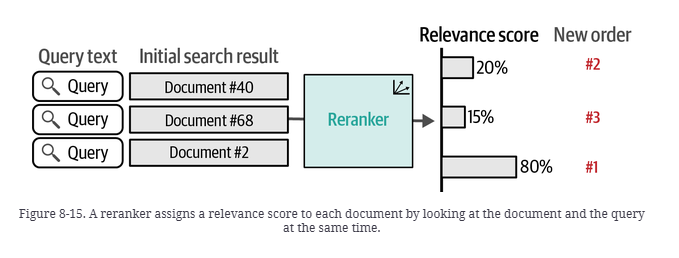 Relevance score New order
Query text Initial search result
Query Document #40 20% #2
Query Document #68 Reranker 15% #3
Query Document #2 80% #1
Figure 8-15. A reranker assigns a relevance score to each document by looking at the document and the query
at the same time.